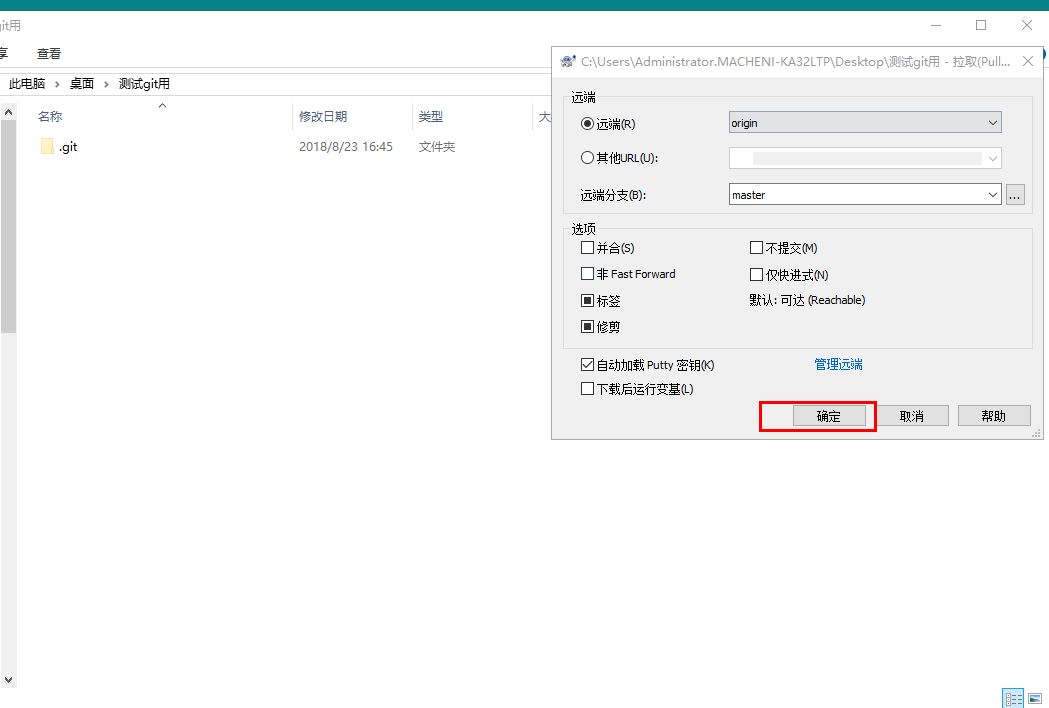 git用
享 查看
此电脑 › 桌面 › 测试git用
名称 修改日期 类型 大
.git 2018/8/23 16:45 文件夹
C:\Users\Administrator.MACHENI-KA32LTP\Desktop\测试git用 - 拉取(Pull...
远端
远端(R) origin
其他URL(U):
远端分支(B): master ...
选项
并合(S) 不提交(M)
非 Fast Forward 仅快进式(N)
标签 默认: 可达 (Reachable)
修剪
自动加载 Putty 密钥(K) 管理远端
下载后运行变基(L)
确定 取消 帮助